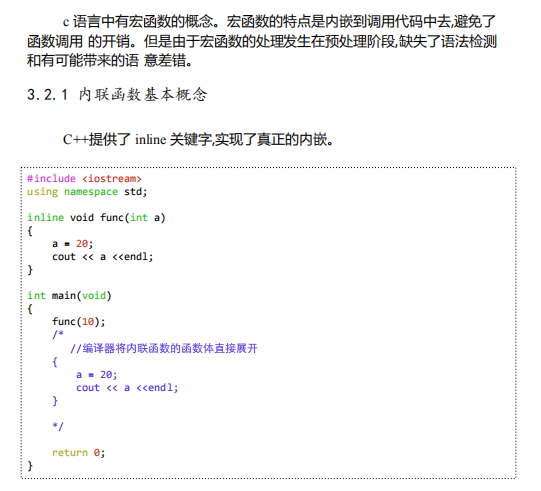 c 语言中有宏函数的概念。宏函数的特点是内嵌到调用代码中去,避免了
函数调用 的开销。但是由于宏函数的处理发生在预处理阶段,缺失了语法检测
和有可能带来的语 意差错。
3.2.1 内联函数基本概念
C++提供了 inline 关键字,实现了真正的内嵌。
#include <iostream>
using namespace std;
inline void func(int a)
{
    a = 20;
    cout << a <<endl;
}
int main(void)
{
    func(10);
    /*
       //编译器将内联函数的函数体直接展开
    {
        a = 20;
        cout << a <<endl;
    }
    */
    return 0;
}